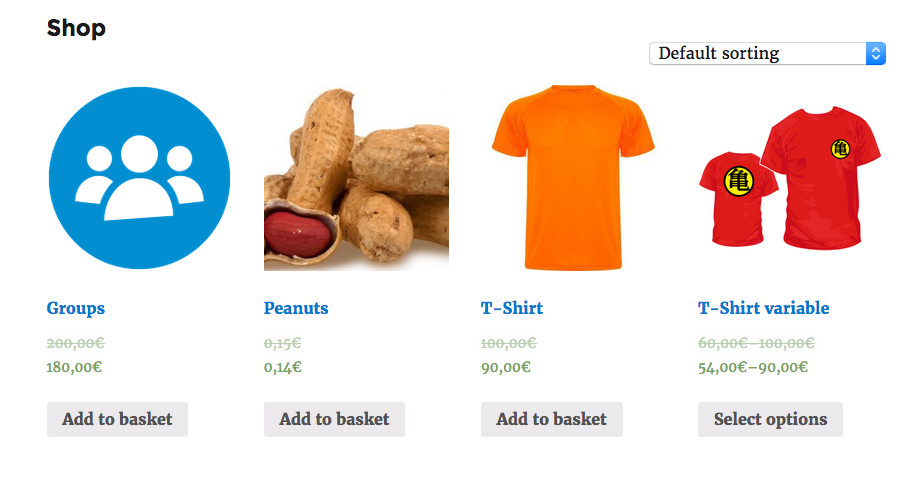 Shop
Default sorting
亀
亀
Groups
200,00€
180,00€
Add to basket
Peanuts
0,15€
0,14€
Add to basket
T-Shirt
100,00€
90,00€
Add to basket
T-Shirt variable
60,00€–100,00€
54,00€–90,00€
Select options